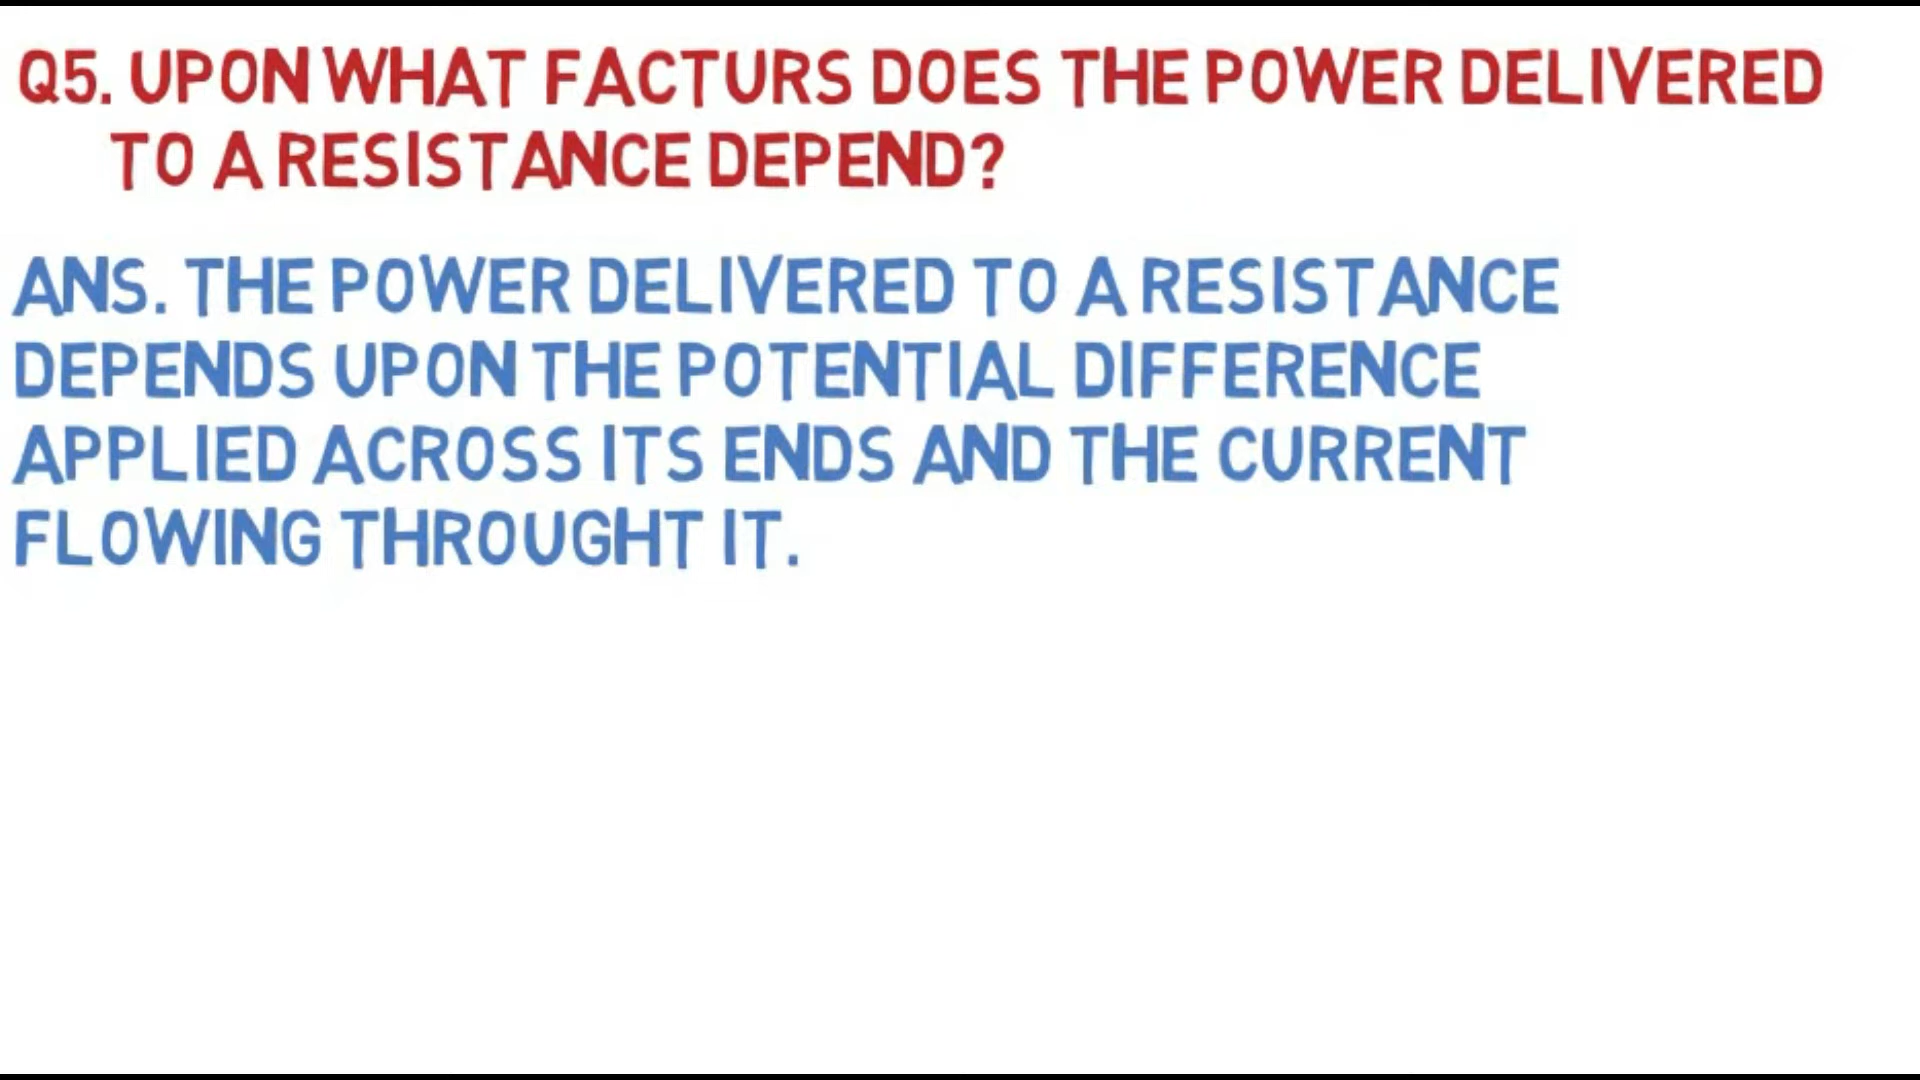 Q5. UPON WHAT FACTURS DOES THE POWER DELIVERED
TO A RESISTANCE DEPEND?
ANS. THE POWER DELIVERED TO A RESISTANCE
DEPENDS UPON THE POTENTIAL DIFFERENCE
APPLIED ACROSS ITS ENDS AND THE CURRENT
FLOWING THROUGHT IT.